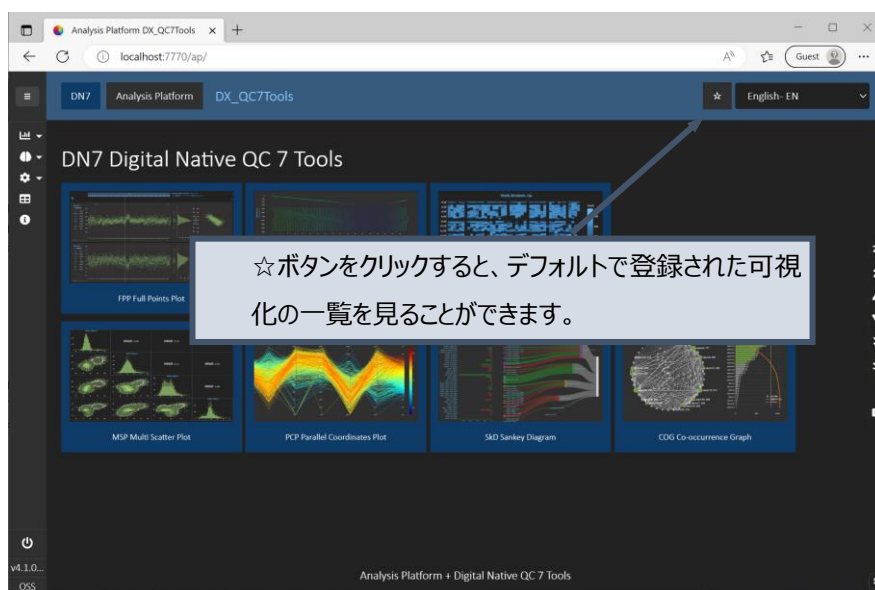 Analysis Platform DX_QC7Tools
localhost:7770/ap/
Guest
DN7 Analysis Platform DX_QC7Tools
☆
English- EN
DN7 Digital Native QC 7 Tools
☆ボタンをクリックすると、デフォルトで登録された可視
化の一覧を見ることができます。
FPP Full Points Plot
MSP Multi Scatter Plot
PCP Parallel Coordinates Plot
SkD Sankey Diagram
COG Co-occurrence Graph
v4.1.0...
OSS
Analysis Platform + Digital Native QC 7 Tools